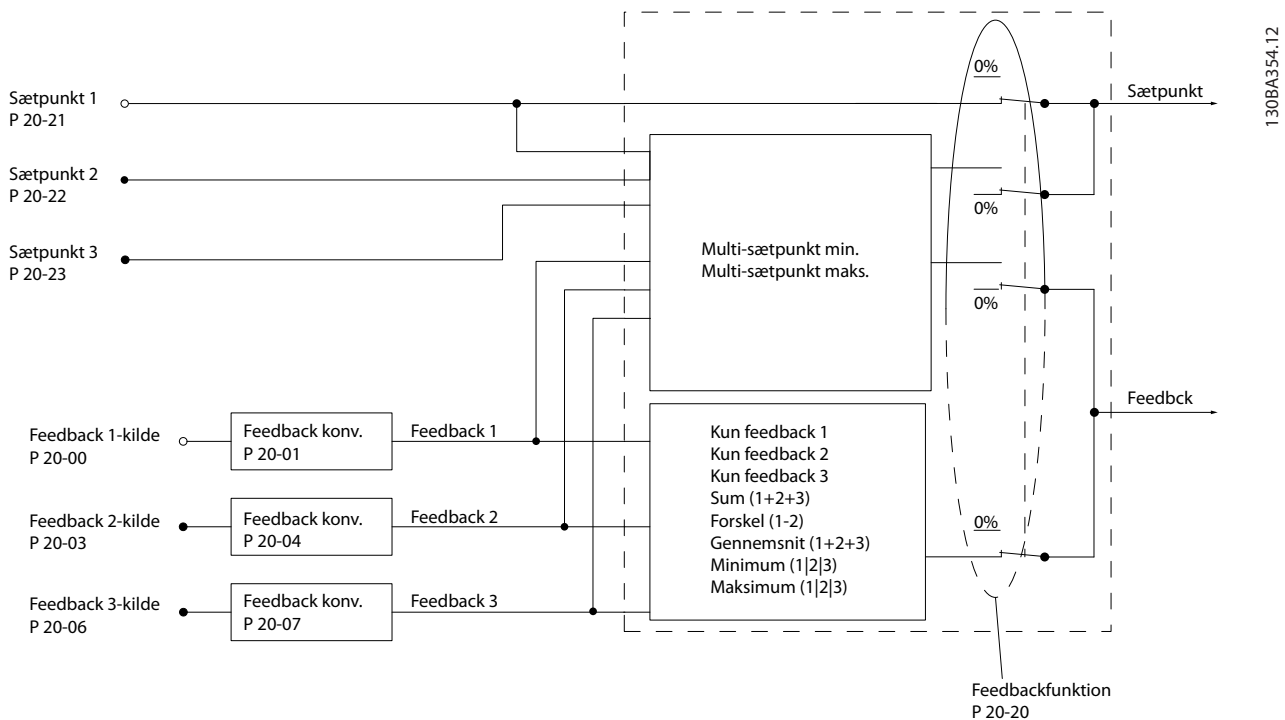 130BA354.12
0%
Sætpunkt 1
P 20-21
Sætpunkt
Sætpunkt 2
P 20-22
0%
Sætpunkt 3
P 20-23
Multi-sætpunkt min.
Multi-sætpunkt maks.
0%
Feedbck
Feedback 1-kilde
P 20-00
Feedback konv.
P 20-01
Feedback 1
Feedback 2-kilde
P 20-03
Feedback konv.
P 20-04
Feedback 2
Feedback 3-kilde
P 20-06
Feedback konv.
P 20-07
Feedback 3
Kun feedback 1
Kun feedback 2
Kun feedback 3
Sum (1+2+3)
Forskel (1-2)
Gennemsnit (1+2+3)
Minimum (1|2|3)
Maksimum (1|2|3)
0%
Feedbackfunktion
P 20-20